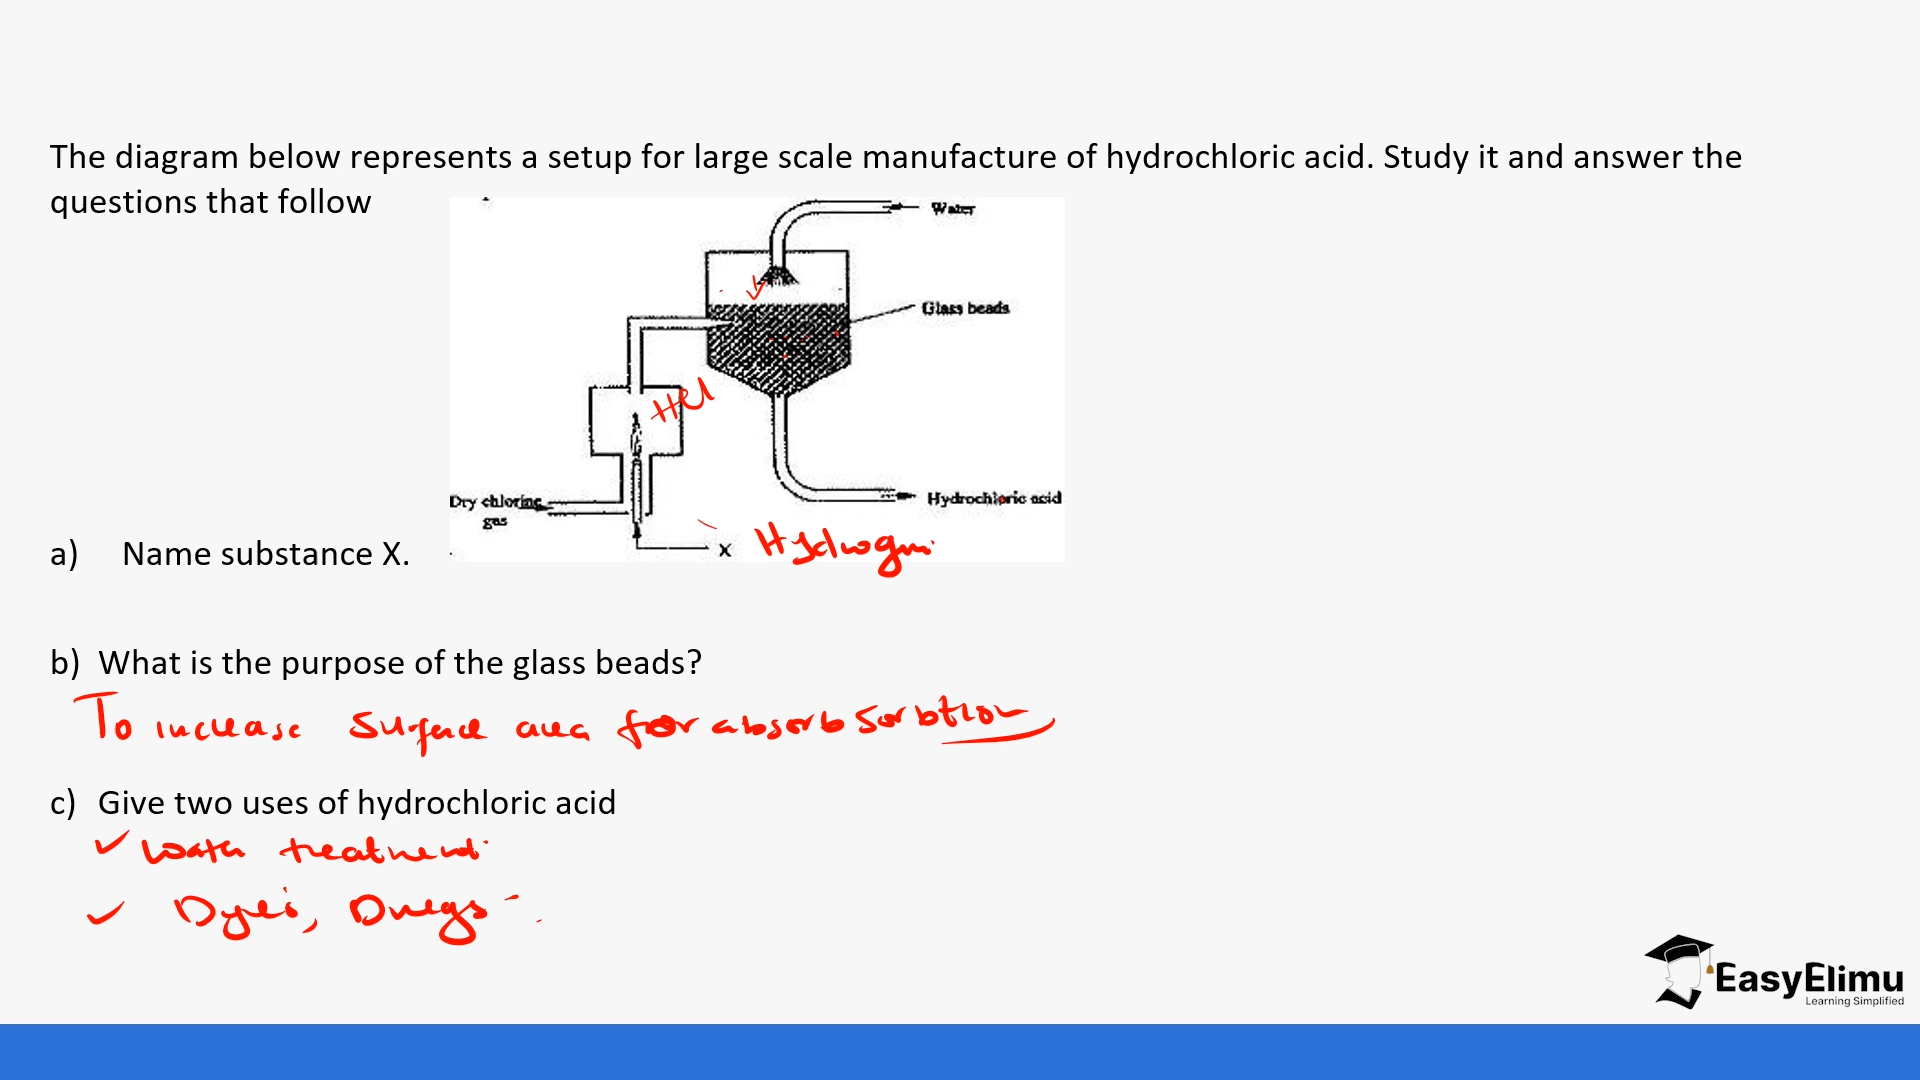 The diagram below represents a setup for large scale manufacture of hydrochloric acid. Study it and answer the
questions that follow
Water
Glass beads
HCl
Dry chlorine
gas
Hydrochloric acid
X Hydrogen
a) Name substance X.
b) What is the purpose of the glass beads?
To increase surface area for absorbsorbtion
c) Give two uses of hydrochloric acid
✓ Water treatment
✓ Dyes, Drugs
EasyElimu
Learning Simplified